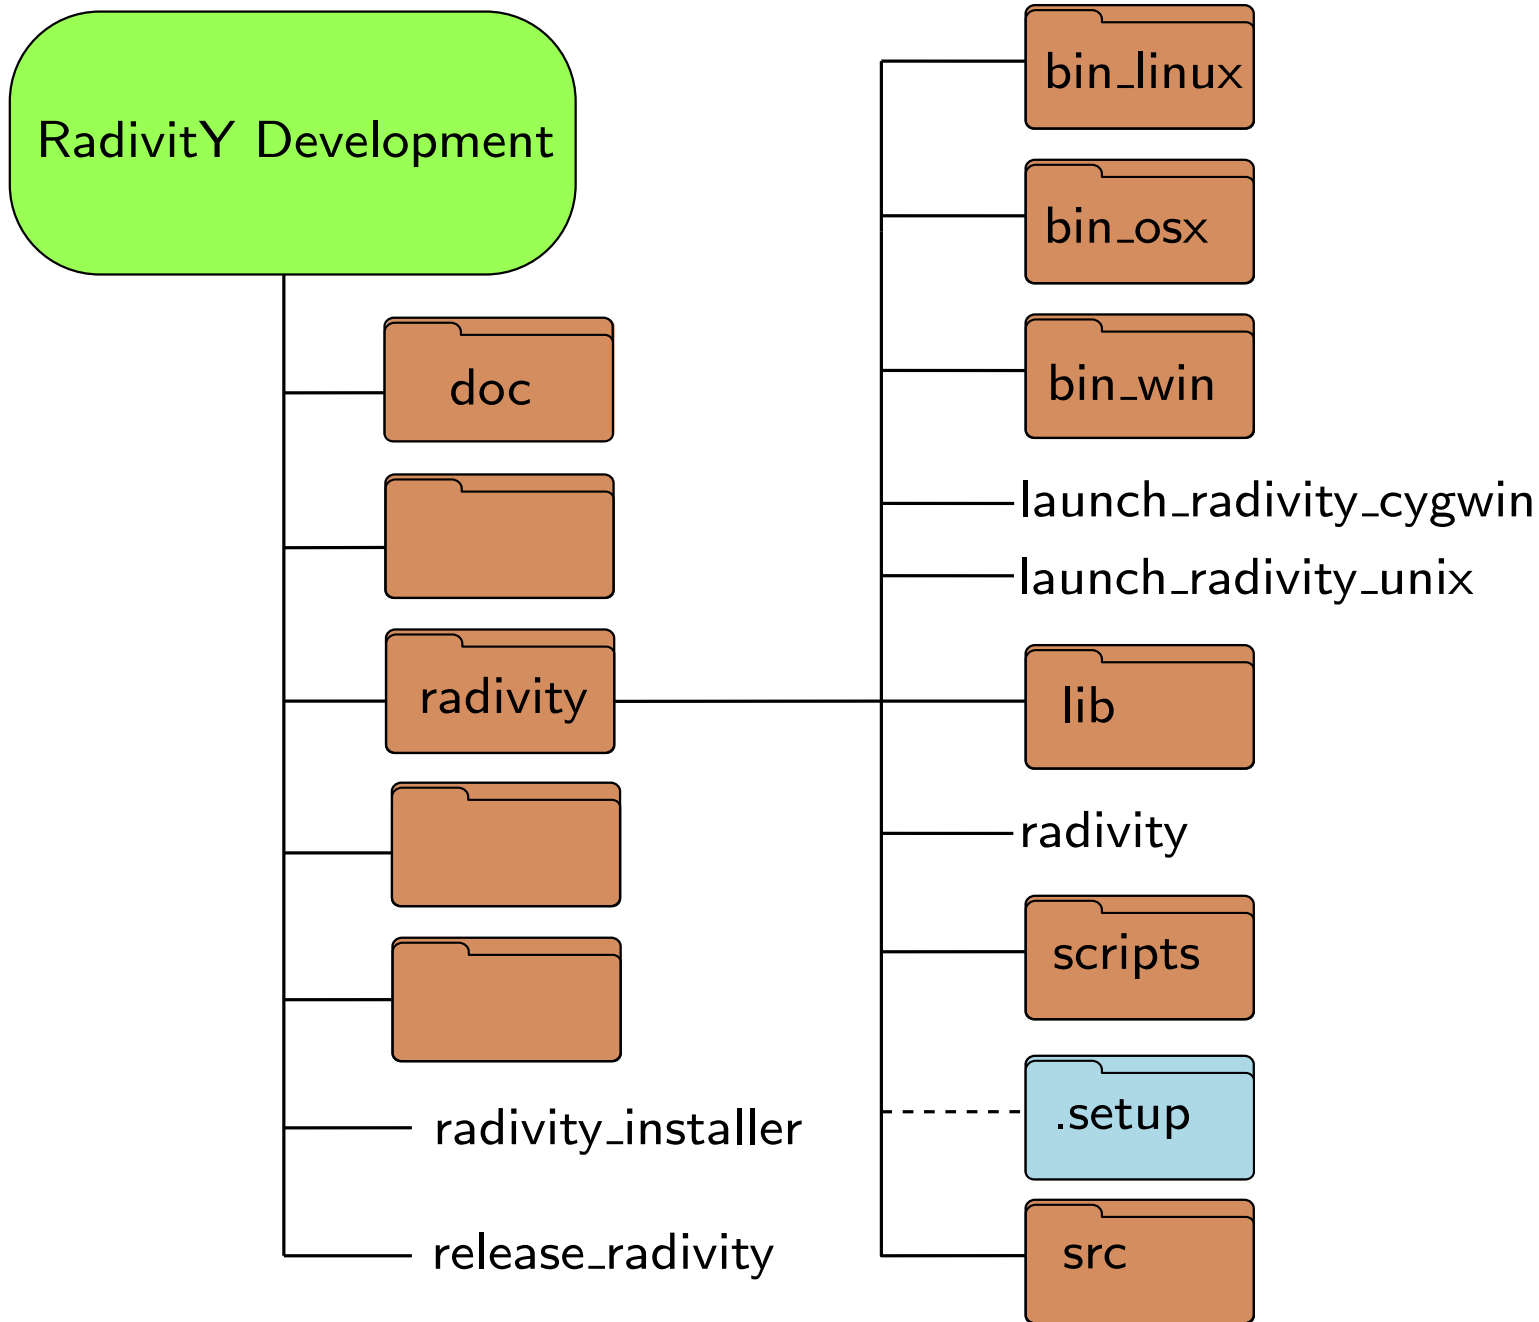 RadivitY Development
doc
radivity
radivity_installer
release_radivity
bin_linux
bin_osx
bin_win
launch_radivity_cygwin
launch_radivity_unix
lib
radivity
scripts
.setup
src